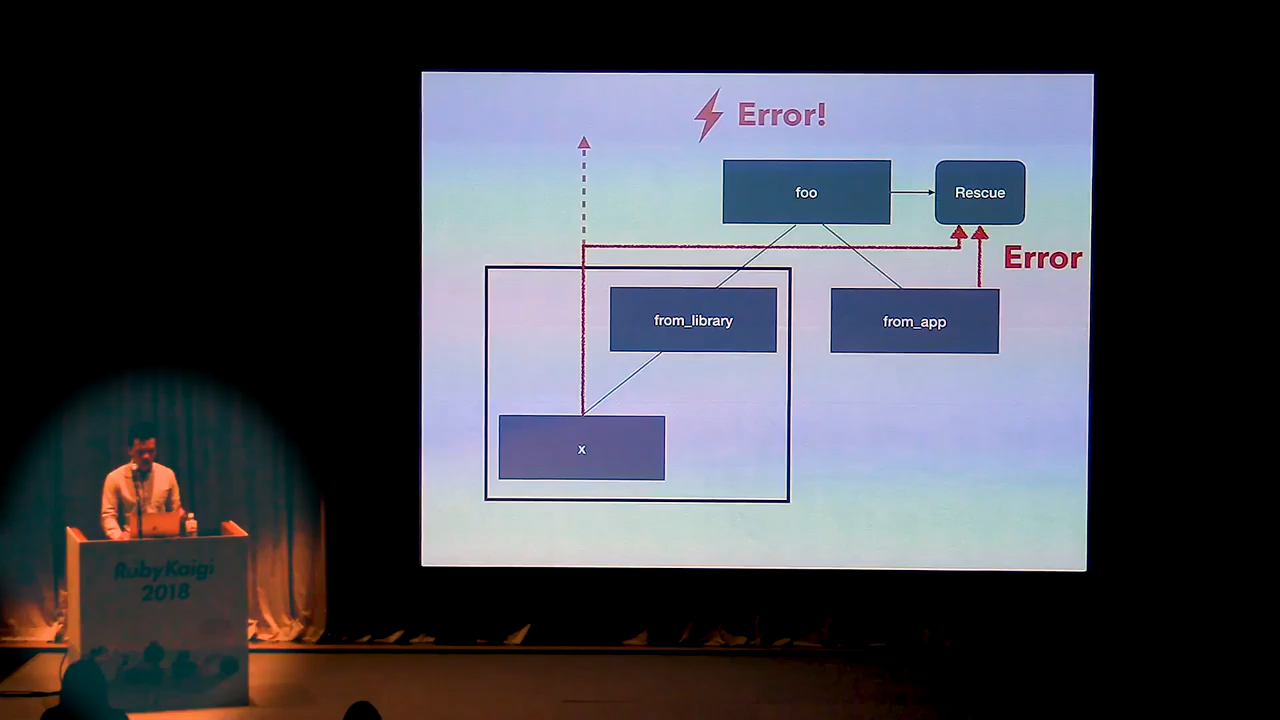 Error!
foo
Rescue
Error
from_library
from_app
x
RubyKaigi
2018